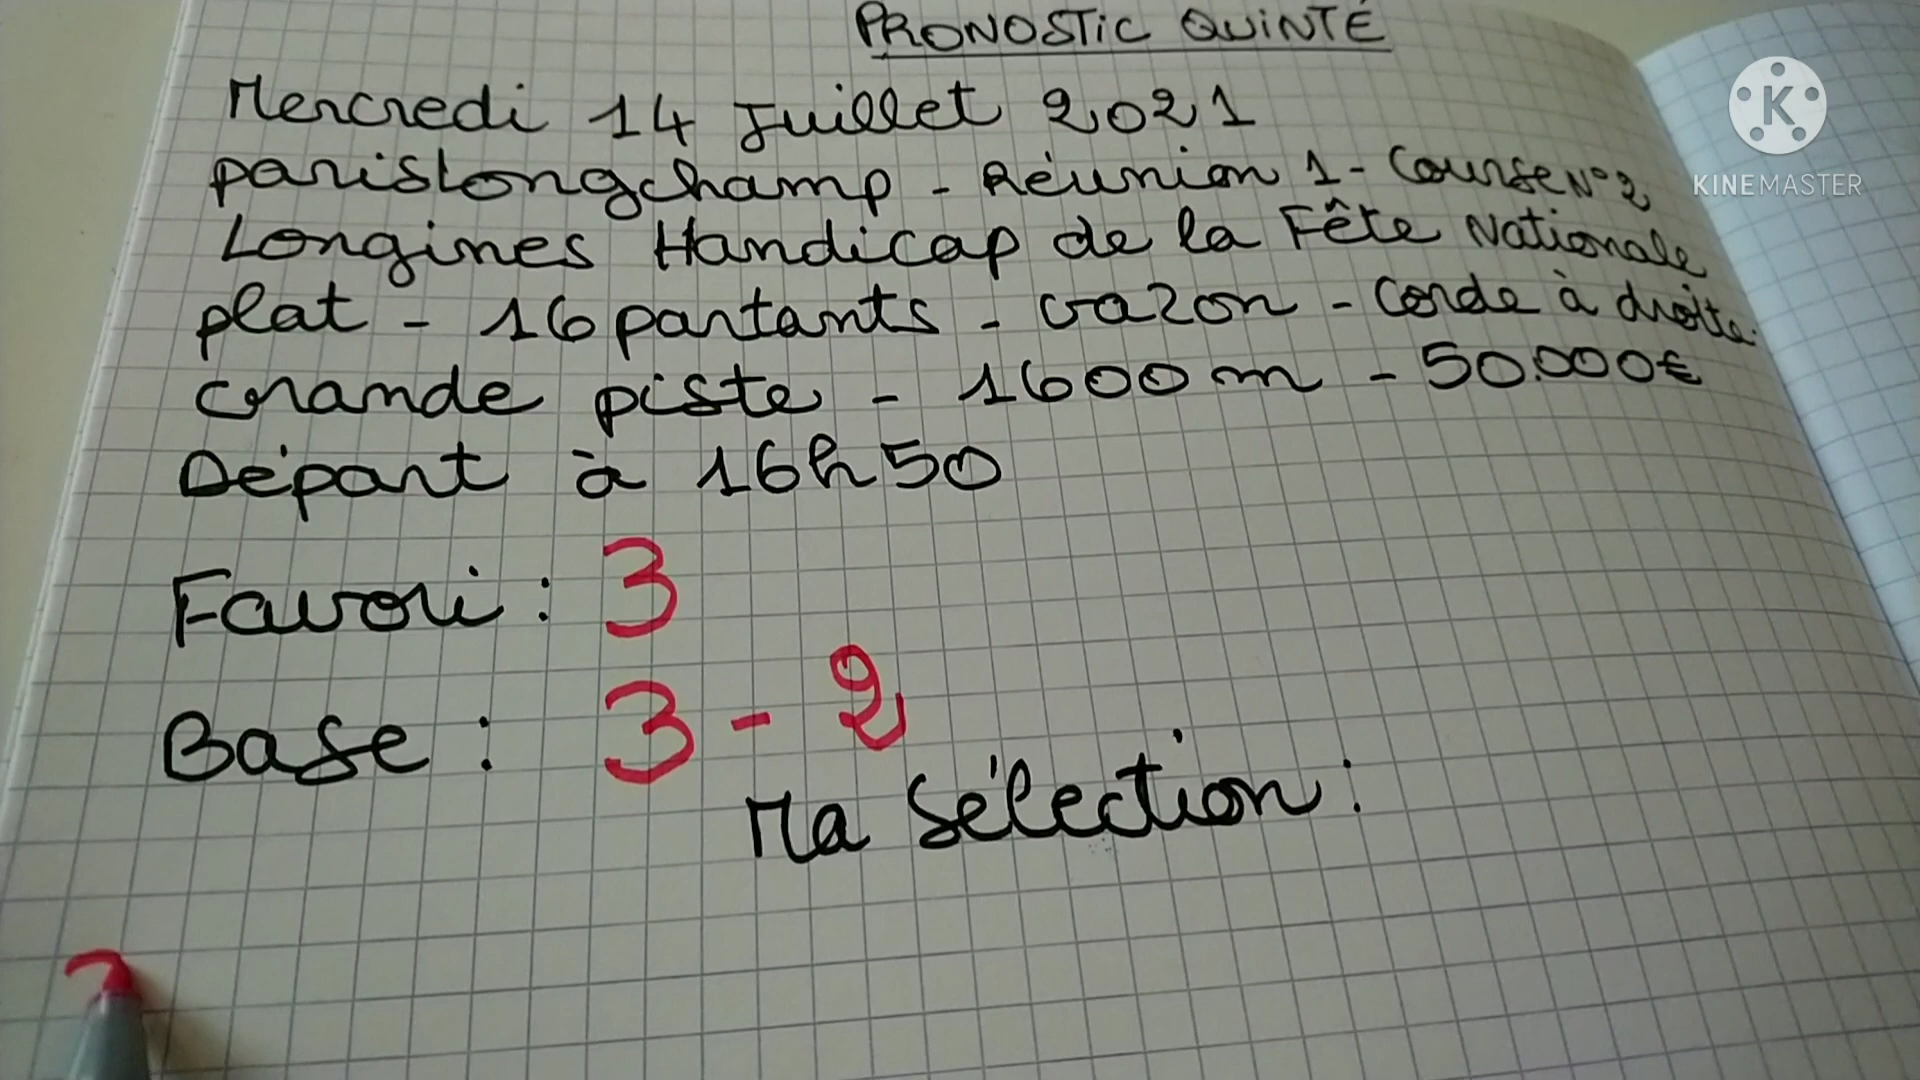 PRONOSTIC QUINTÉ
Mercredi 14 Juillet 2021
parisLongchamp - Réunion 1 - Course N°2
Longines Handicap de la Fête Nationale
plat - 16 partants - Gazon - Corde à droite.
Grande piste - 1600 m - 50.000€
Départ à 16h50
Favori : 3
Base : 3 - 2
Ma Sélection :
K
KINEMASTER